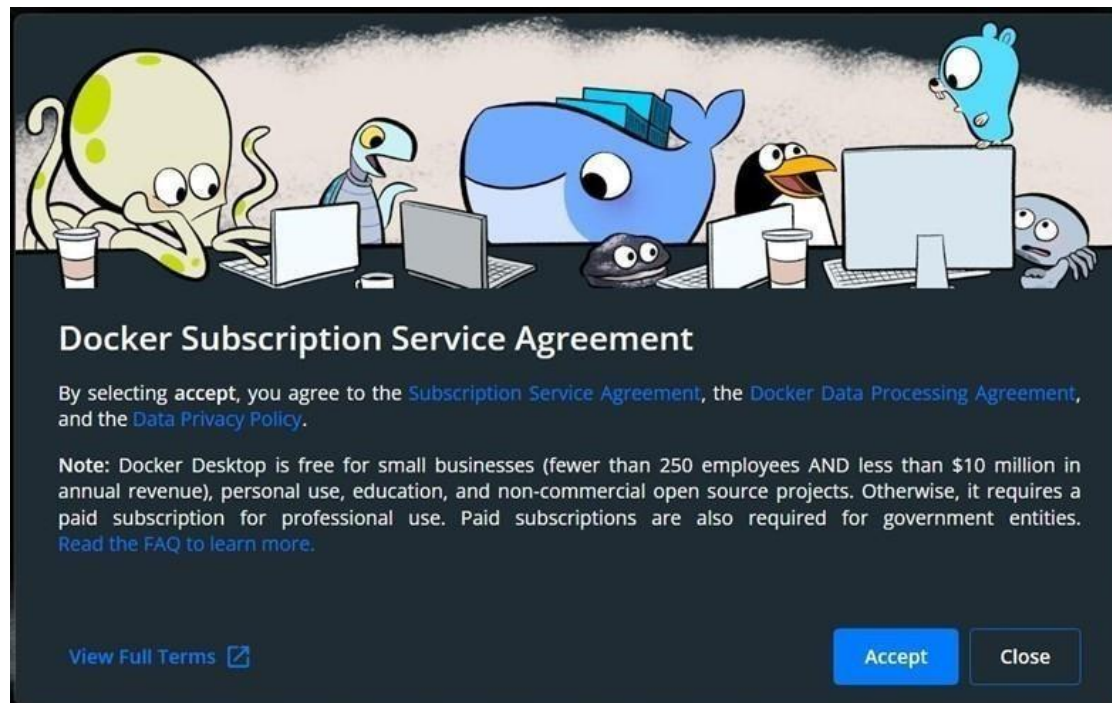 Docker Subscription Service Agreement
By selecting accept, you agree to the Subscription Service Agreement, the Docker Data Processing Agreement,
and the Data Privacy Policy.
Note: Docker Desktop is free for small businesses (fewer than 250 employees AND less than $10 million in
annual revenue), personal use, education, and non-commercial open source projects. Otherwise, it requires a
paid subscription for professional use. Paid subscriptions are also required for government entities.
Read the FAQ to learn more.
View Full Terms
Accept
Close